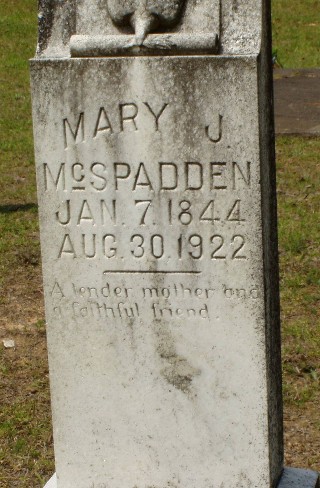 MARY J.
McSPADDEN
JAN. 7. 1844
AUG. 30. 1922
A tender mother and
a faithful friend.